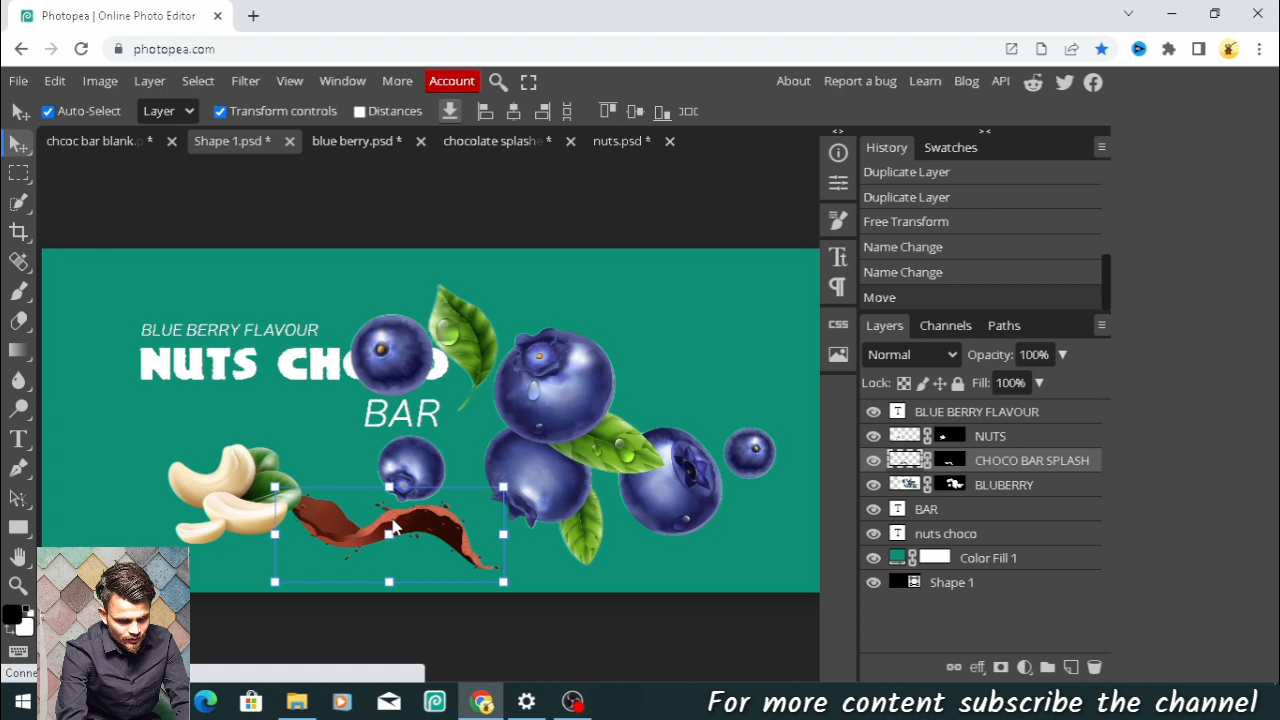 Photopea | Online Photo Editor
photopea.com
File Edit Image Layer Select Filter View Window More Account
About Report a bug Learn Blog API
Auto-Select Layer Transform controls Distances
chcoc bar blank.p * Shape 1.psd * blue berry.psd * chocolate splashe * nuts.psd *
History Swatches
Duplicate Layer
Duplicate Layer
Free Transform
Name Change
Name Change
Move
CSS
Layers Channels Paths
Normal Opacity: 100%
Lock: Fill: 100%
BLUE BERRY FLAVOUR
NUTS
CHOCO BAR SPLASH
BLUBERRY
BAR
nuts choco
Color Fill 1
Shape 1
eff
BLUE BERRY FLAVOUR
NUTS CHO
BAR
Conne
For more content subscribe the channel